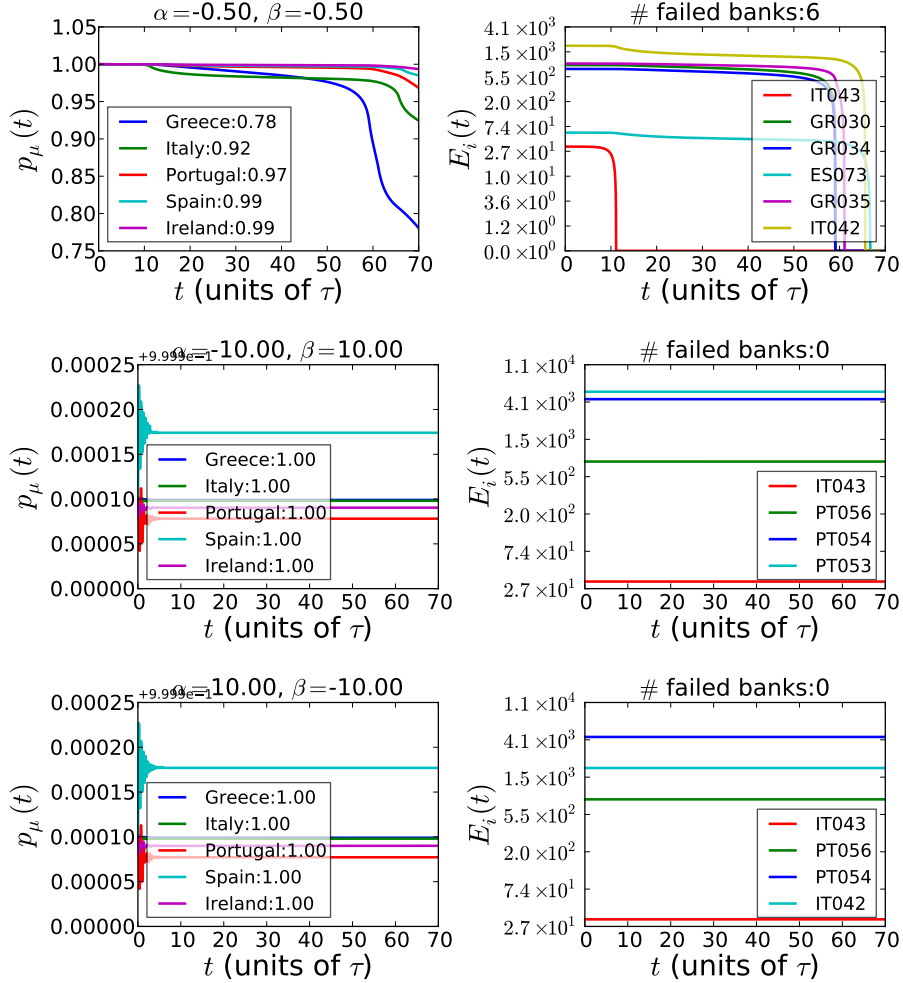 α=-0.50, β=-0.50
1.05
1.00
0.95
0.90
0.85
0.80
0.75
p_μ(t)
Greece:0.78
Italy:0.92
Portugal:0.97
Spain:0.99
Ireland:0.99
0 10 20 30 40 50 60 70
t (units of τ)
# failed banks:6
4.1 ×10³
1.5 ×10³
5.5 ×10²
2.0 ×10²
7.4 ×10¹
2.7 ×10¹
1.0 ×10¹
3.6 ×10⁰
0.0 ×10⁰
E_i(t)
IT043
GR030
GR034
ES073
GR035
IT042
0 10 20 30 40 50 60 70
t (units of τ)
+9.999e−1
α=-10.00, β=10.00
0.00025
0.00020
0.00015
0.00010
0.00005
0.00000
p_μ(t)
Greece:1.00
Italy:1.00
Portugal:1.00
Spain:1.00
Ireland:1.00
0 10 20 30 40 50 60 70
t (units of τ)
# failed banks:0
1.1 ×10⁴
4.1 ×10³
1.5 ×10³
5.5 ×10²
2.0 ×10²
7.4 ×10¹
2.7 ×10¹
E_i(t)
IT043
PT056
PT054
PT053
0 10 20 30 40 50 60 70
t (units of τ)
+9.999e−1
α=10.00, β=-10.00
0.00025
0.00020
0.00015
0.00010
0.00005
0.00000
p_μ(t)
Greece:1.00
Italy:1.00
Portugal:1.00
Spain:1.00
Ireland:1.00
0 10 20 30 40 50 60 70
t (units of τ)
# failed banks:0
1.1 ×10⁴
4.1 ×10³
1.5 ×10³
5.5 ×10²
2.0 ×10²
7.4 ×10¹
2.7 ×10¹
E_i(t)
IT043
PT056
PT054
IT042
0 10 20 30 40 50 60 70
t (units of τ)